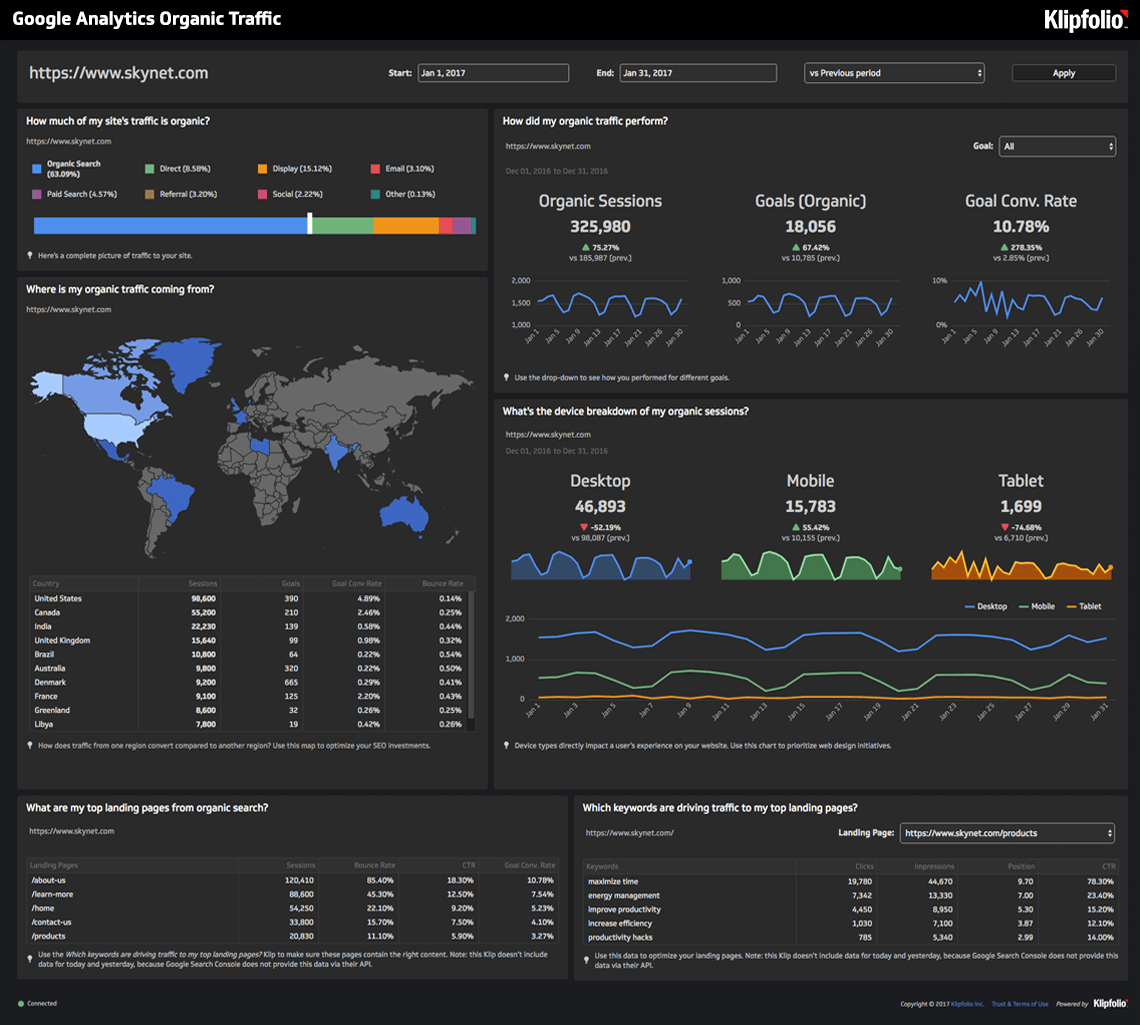 Google Analytics Organic Traffic
Klipfolio
https://www.skynet.com
Start: Jan 1, 2017
End: Jan 31, 2017
vs Previous period
Apply
How much of my site's traffic is organic?
https://www.skynet.com
Organic Search (63.09%)
Direct (8.58%)
Display (15.12%)
Email (3.10%)
Paid Search (4.57%)
Referral (3.20%)
Social (2.22%)
Other (0.13%)
Here's a complete picture of traffic to your site.
How did my organic traffic perform?
https://www.skynet.com
Goal: All
Dec 01, 2016 to Dec 31, 2016
Organic Sessions
325,980
75.27%
vs 185,987 (prev.)
2,000
1,500
1,000
Jan 1 Jan 5 Jan 9 Jan 13 Jan 17 Jan 21 Jan 26 Jan 30
Goals (Organic)
18,056
67.42%
vs 10,785 (prev.)
1,000
500
0
Jan 1 Jan 5 Jan 9 Jan 13 Jan 17 Jan 21 Jan 26 Jan 30
Goal Conv. Rate
10.78%
278.35%
vs 2.85% (prev.)
10%
0%
Jan 1 Jan 5 Jan 9 Jan 13 Jan 17 Jan 21 Jan 26 Jan 30
Use the drop-down to see how you performed for different goals.
Where is my organic traffic coming from?
https://www.skynet.com
Country Sessions Goals Goal Conv Rate Bounce Rate
United States 98,600 390 4.89% 0.14%
Canada 55,200 210 2.46% 0.25%
India 22,230 139 0.58% 0.44%
United Kingdom 15,640 99 0.98% 0.32%
Brazil 10,800 64 0.22% 0.54%
Australia 9,800 320 0.22% 0.50%
Denmark 9,200 665 0.29% 0.41%
France 9,100 125 2.20% 0.43%
Greenland 8,600 32 0.26% 0.25%
Libya 7,800 19 0.42% 0.26%
How does traffic from one region convert compared to another region? Use this map to optimize your SEO investments.
What's the device breakdown of my organic sessions?
https://www.skynet.com
Dec 01, 2016 to Dec 31, 2016
Desktop
46,893
-52.19%
vs 98,087 (prev.)
Mobile
15,783
55.42%
vs 10,155 (prev.)
Tablet
1,699
-74.68%
vs 6,710 (prev.)
Desktop Mobile Tablet
2,000
1,000
0
Jan 1 Jan 3 Jan 5 Jan 7 Jan 9 Jan 11 Jan 13 Jan 15 Jan 17 Jan 19 Jan 21 Jan 23 Jan 25 Jan 27 Jan 29 Jan 31
Device types directly impact a user's experience on your website. Use this chart to prioritize web design initiatives.
What are my top landing pages from organic search?
https://www.skynet.com
Landing Pages Sessions Bounce Rate CTR Goal Conv. Rate
/about-us 120,410 85.40% 18.30% 10.78%
/learn-more 88,600 45.30% 12.50% 7.54%
/home 54,250 22.10% 9.20% 5.23%
/contact-us 33,800 15.70% 7.50% 4.10%
/products 20,830 11.10% 5.90% 3.27%
Use the Which keywords are driving traffic to my top landing pages? Klip to make sure these pages contain the right content. Note: this Klip doesn't include
data for today and yesterday, because Google Search Console does not provide this data via their API.
Which keywords are driving traffic to my top landing pages?
https://www.skynet.com/
Landing Page: https://www.skynet.com/products
Keywords Clicks Impressions Position CTR
maximize time 19,780 44,670 9.70 78.30%
energy management 7,342 13,330 7.00 23.40%
improve productivity 4,450 8,950 5.30 15.20%
increase efficiency 1,030 7,100 3.87 12.10%
productivity hacks 785 5,340 2.99 14.00%
Use this data to optimize your landing pages. Note: this Klip doesn't include data for today and yesterday, because Google Search Console does not provide this
data via their API.
Connected
Copyright © 2017 Klipfolio Inc. Trust & Terms of Use Powered by Klipfolio